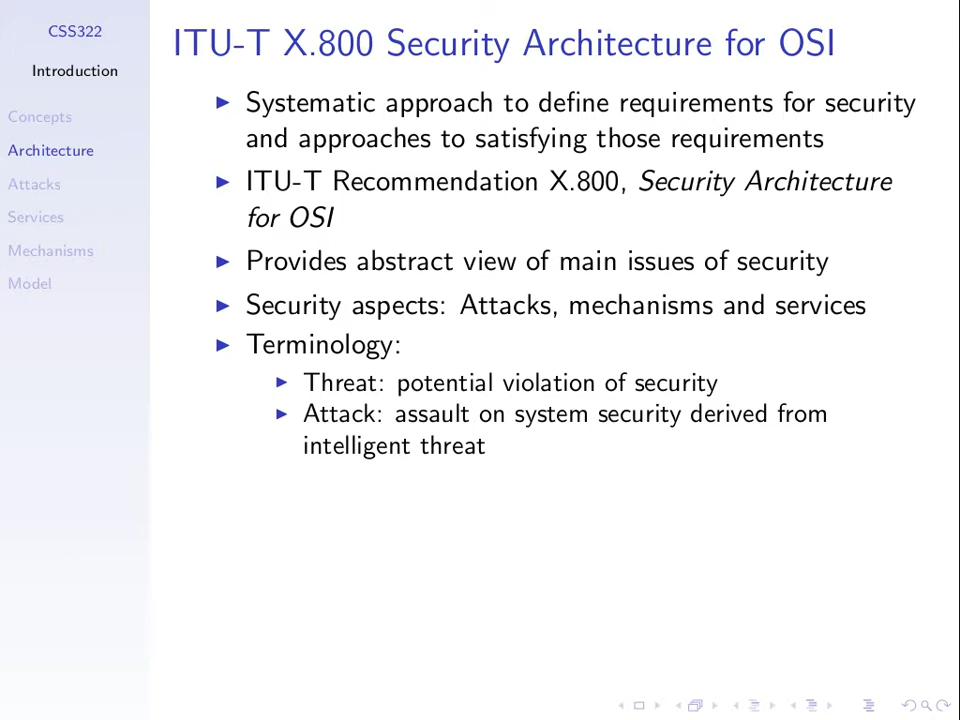 CSS322
Introduction
Concepts
Architecture
Attacks
Services
Mechanisms
Model
ITU-T X.800 Security Architecture for OSI
Systematic approach to define requirements for security
and approaches to satisfying those requirements
ITU-T Recommendation X.800, Security Architecture
for OSI
Provides abstract view of main issues of security
Security aspects: Attacks, mechanisms and services
Terminology:
Threat: potential violation of security
Attack: assault on system security derived from
intelligent threat